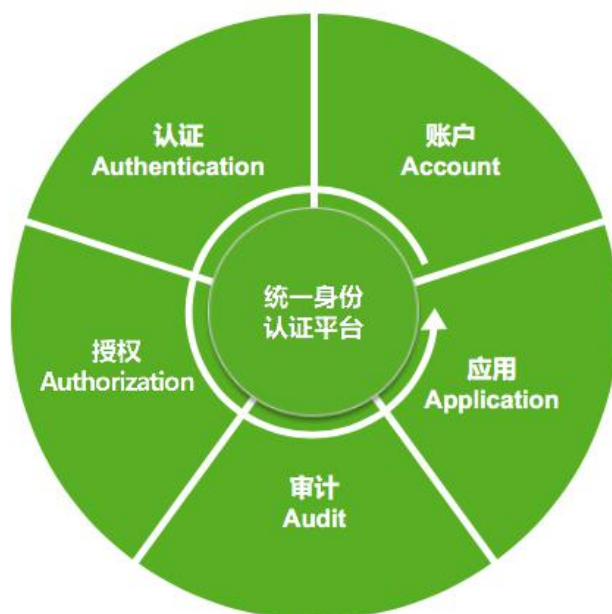 认证
Authentication
账户
Account
统一身份
认证平台
授权
Authorization
应用
Application
审计
Audit